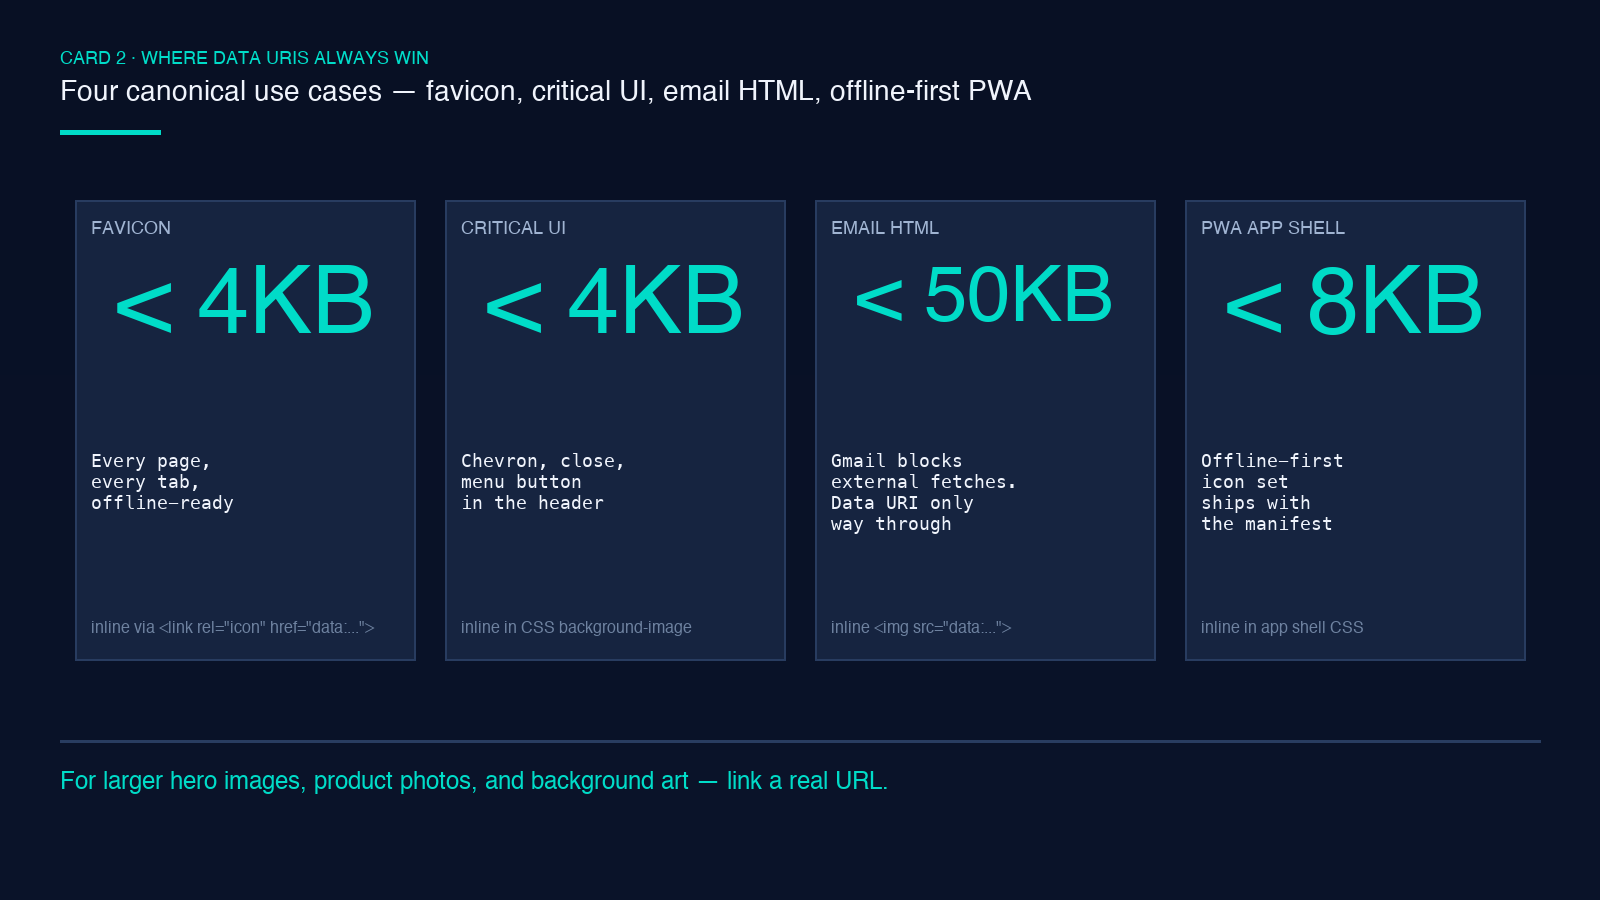 CARD 2 · WHERE DATA URIS ALWAYS WIN
Four canonical use cases — favicon, critical UI, email HTML, offline-first PWA
FAVICON
< 4KB
Every page,
every tab,
offline-ready
inline via <link rel="icon" href="data:...">
CRITICAL UI
< 4KB
Chevron, close,
menu button
in the header
inline in CSS background-image
EMAIL HTML
< 50KB
Gmail blocks
external fetches.
Data URI only
way through
inline <img src="data:...">
PWA APP SHELL
< 8KB
Offline-first
icon set
ships with
the manifest
inline in app shell CSS
For larger hero images, product photos, and background art — link a real URL.